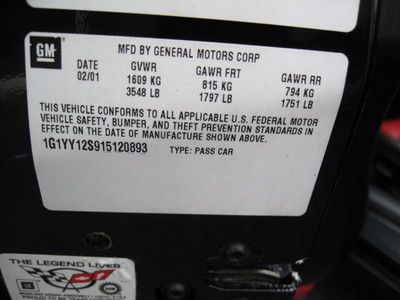 GM
MFD BY GENERAL MOTORS CORP
DATE GVWR GAWR FRT GAWR RR
02/01 1609 KG 815 KG 794 KG
3548 LB 1797 LB 1751 LB
THIS VEHICLE CONFORMS TO ALL APPLICABLE U.S. FEDERAL MOTOR
VEHICLE SAFETY, BUMPER, AND THEFT PREVENTION STANDARDS IN
EFFECT ON THE DATE OF MANUFACTURE SHOWN ABOVE.
1G1YY12S915120893 TYPE: PASS CAR
THE LEGEND LIVES